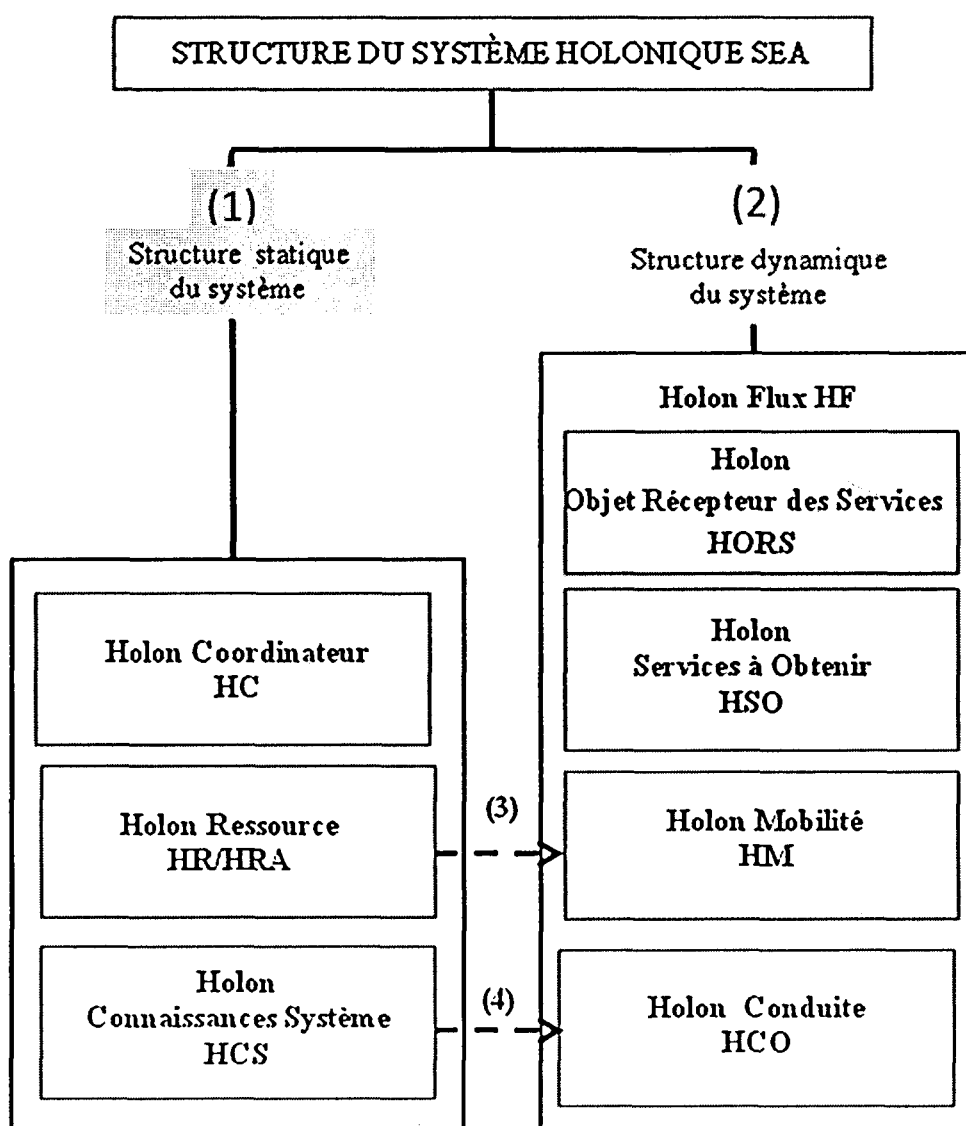 STRUCTURE DU SYSTÈME HOLONIQUE SEA
(1)
Structure statique
du système
(2)
Structure dynamique
du système
Holon Coordinateur
HC
Holon Ressource
HR/HRA
Holon
Connaissances Système
HCS
(3)
(4)
Holon Flux HF
Holon
Objet Récepteur des Services
HORS
Holon
Services à Obtenir
HSO
Holon Mobilité
HM
Holon Conduite
HCO